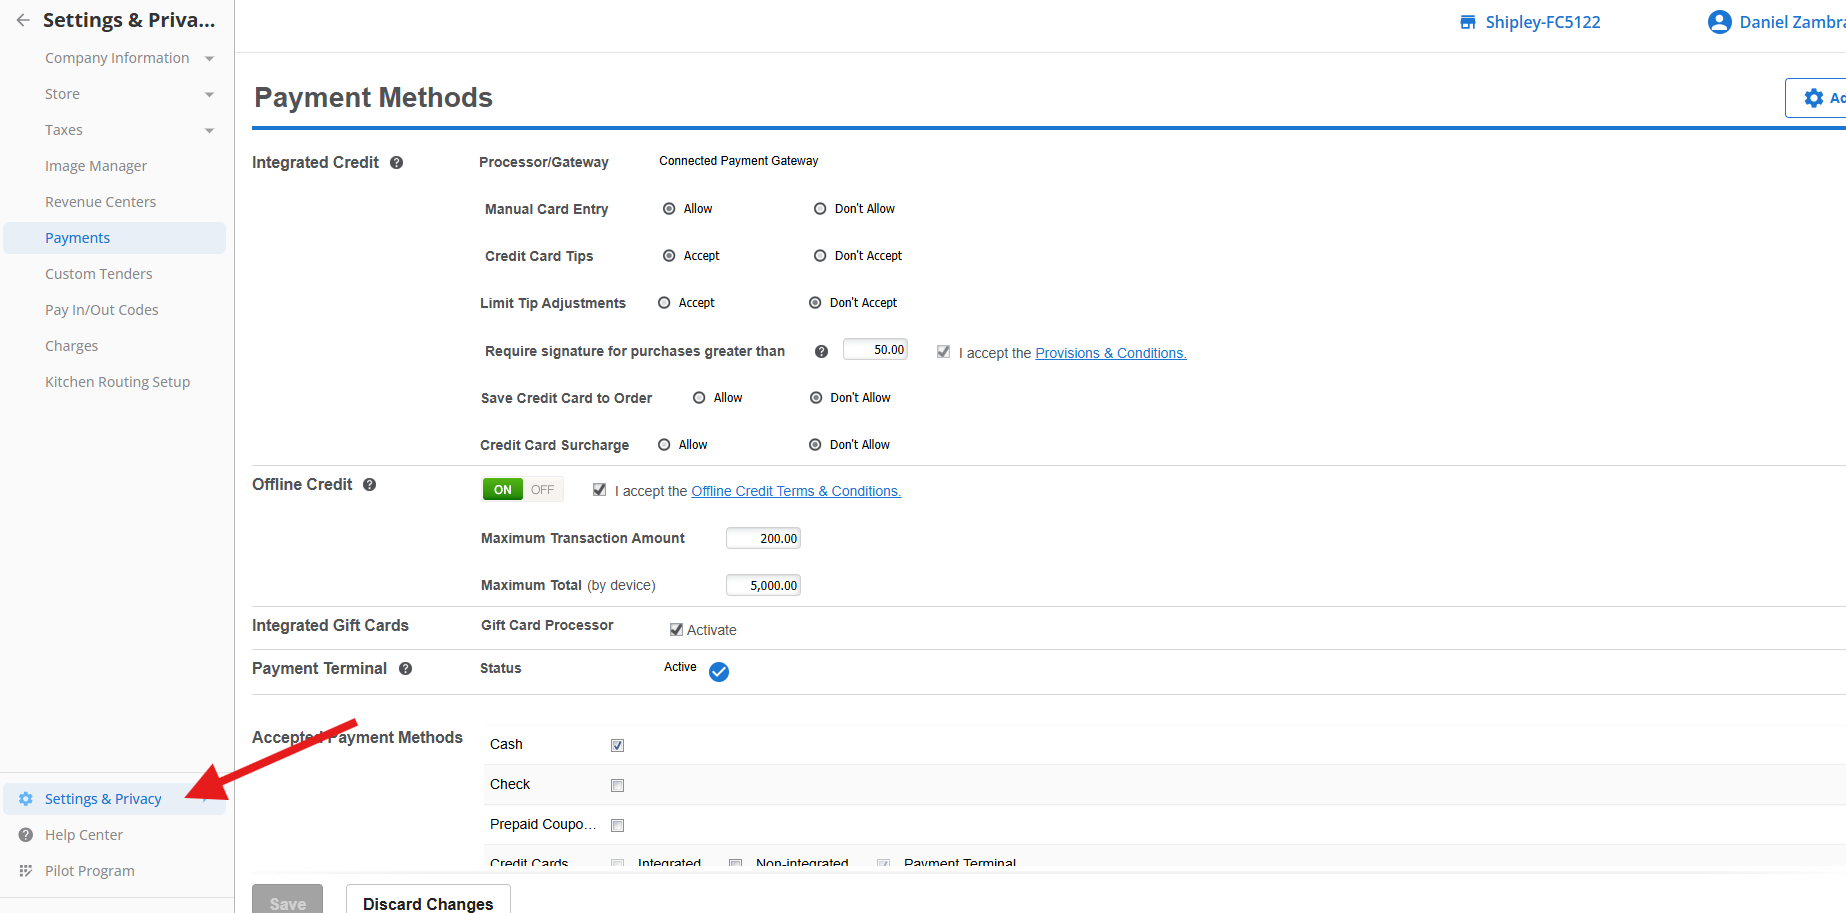 Settings & Priva...
Company Information
Store
Taxes
Image Manager
Revenue Centers
Payments
Custom Tenders
Pay In/Out Codes
Charges
Kitchen Routing Setup
Settings & Privacy
Help Center
Pilot Program
Shipley-FC5122
Daniel Zambra
Payment Methods
Ad
Integrated Credit ? Processor/Gateway Connected Payment Gateway
Manual Card Entry Allow Don't Allow
Credit Card Tips Accept Don't Accept
Limit Tip Adjustments Accept Don't Accept
Require signature for purchases greater than ? 50.00 I accept the Provisions & Conditions.
Save Credit Card to Order Allow Don't Allow
Credit Card Surcharge Allow Don't Allow
Offline Credit ? ON OFF I accept the Offline Credit Terms & Conditions.
Maximum Transaction Amount 200.00
Maximum Total (by device) 5,000.00
Integrated Gift Cards Gift Card Processor Activate
Payment Terminal ? Status Active
Accepted Payment Methods Cash
Check
Prepaid Coupo...
Credit Cards Integrated Non-integrated Payment Terminal
Save Discard Changes